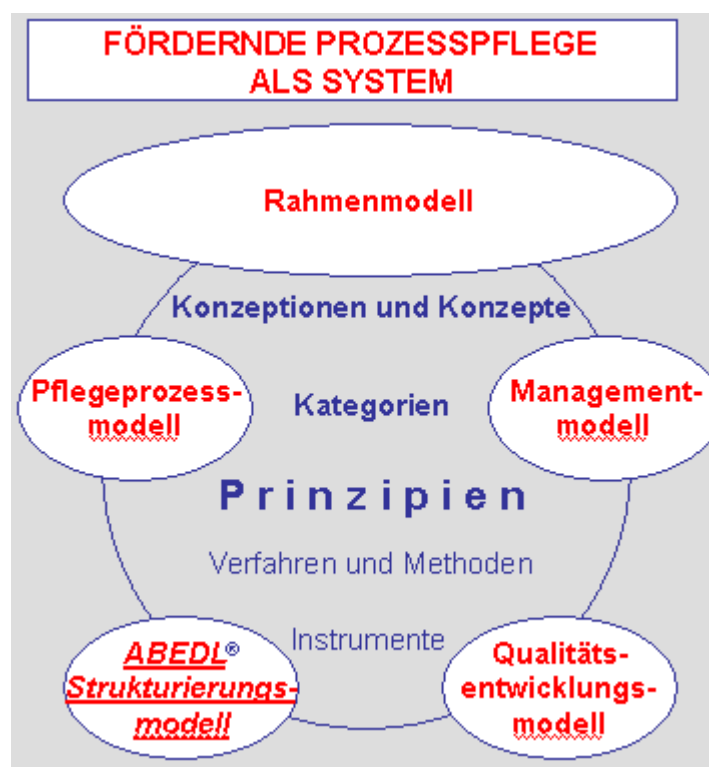 FÖRDERNDE PROZESSPFLEGE
ALS SYSTEM
Rahmenmodell
Konzeptionen und Konzepte
Pflegeprozess-
modell
Kategorien
Management-
modell
Prinzipien
Verfahren und Methoden
Instrumente
ABEDL®
Strukturierungs-
modell
Qualitäts-
entwicklungs-
modell